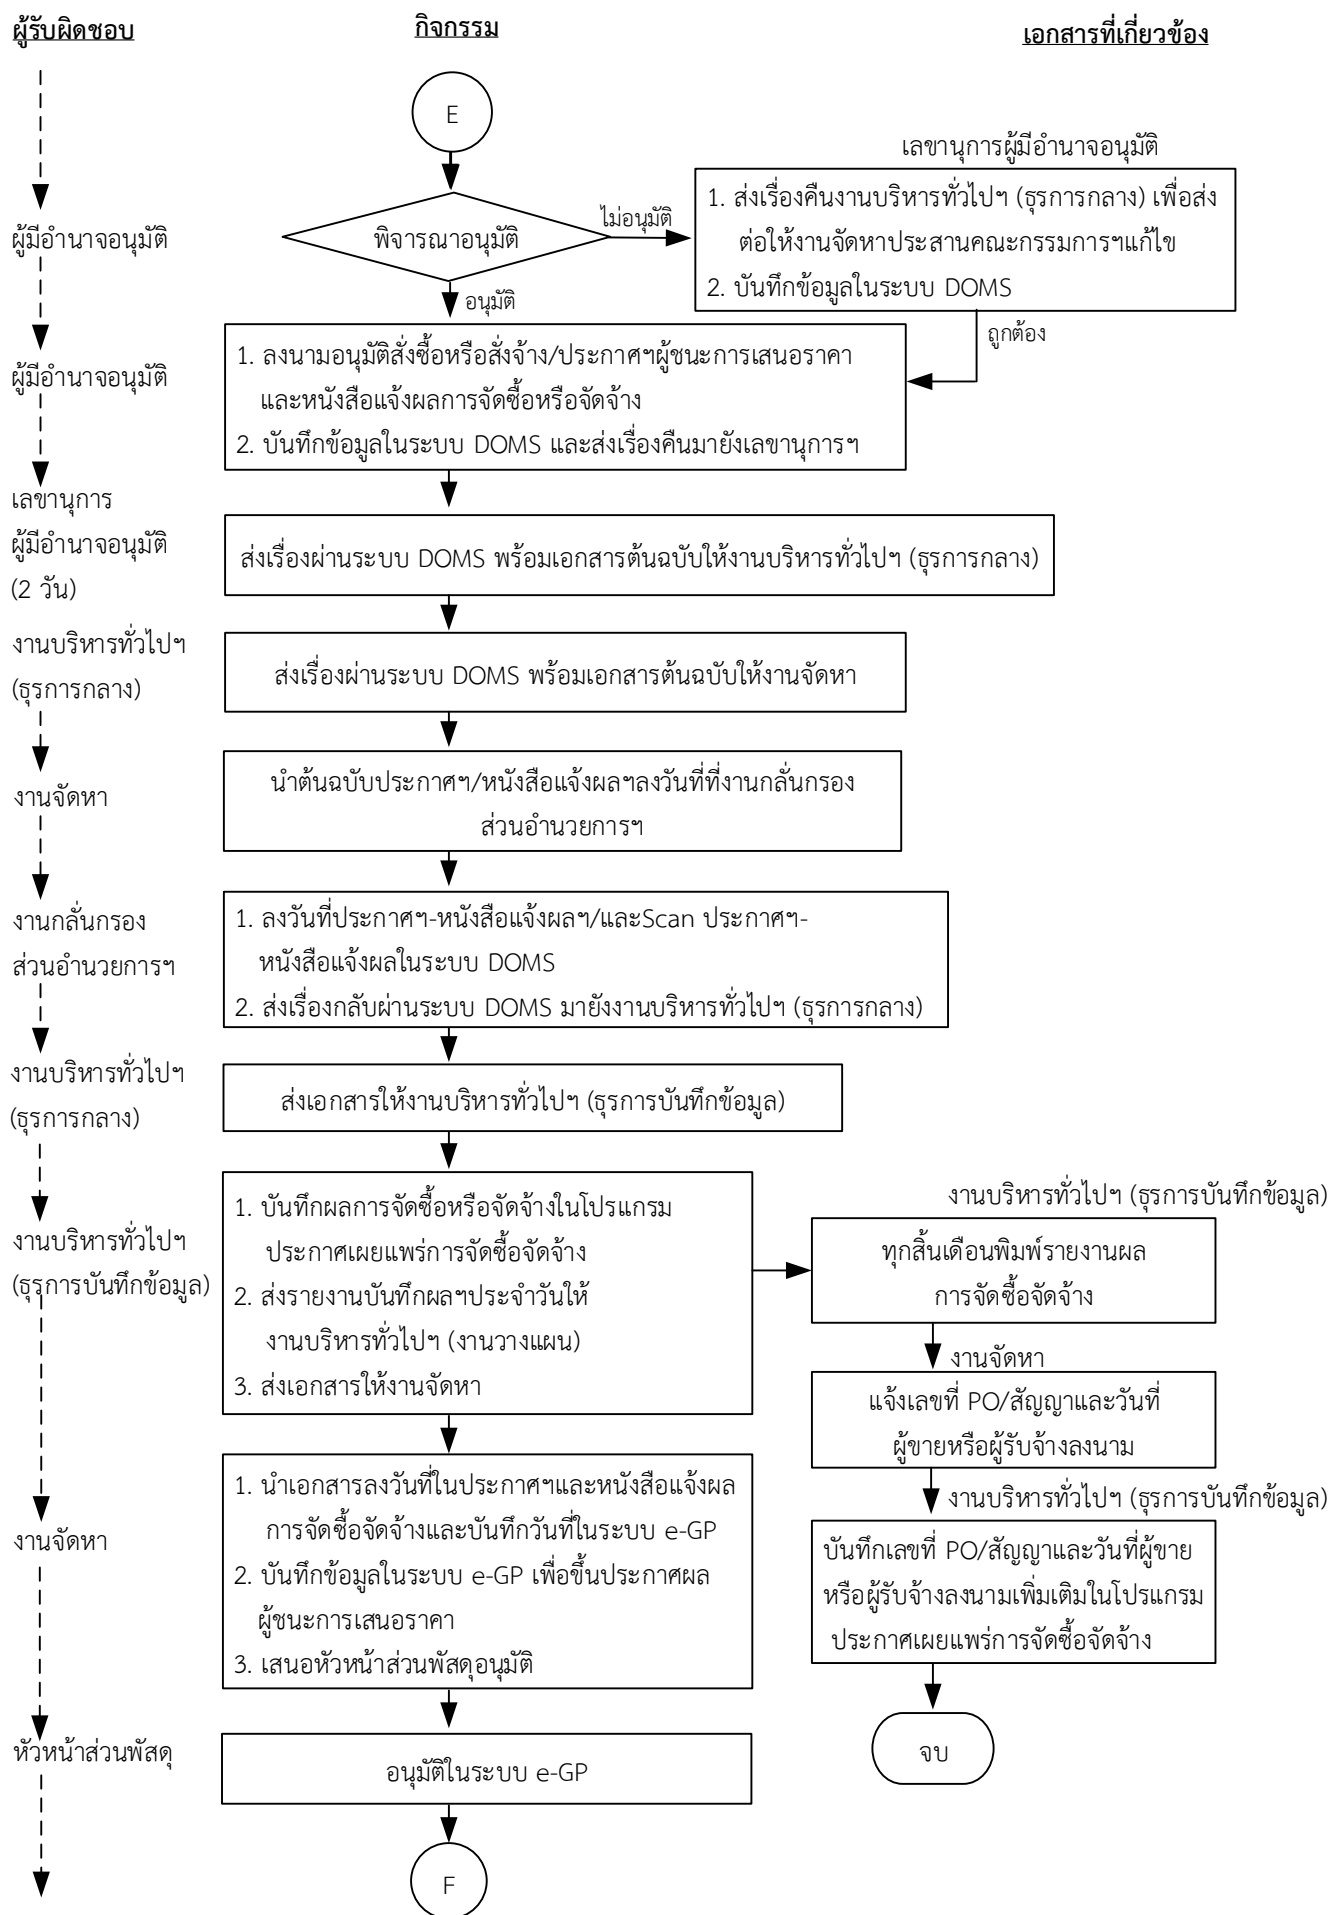 ผู้รับผิดชอบ
กิจกรรม
เอกสารที่เกี่ยวข้อง
E
เลขานุการผู้มีอำนาจอนุมัติ
ผู้มีอำนาจอนุมัติ
พิจารณาอนุมัติ
ไม่อนุมัติ
1. ส่งเรื่องคืนงานบริหารทั่วไปฯ (ธุรการกลาง) เพื่อส่ง
ต่อให้งานจัดหาประสานคณะกรรมการฯแก้ไข
2. บันทึกข้อมูลในระบบ DOMS
อนุมัติ
ถูกต้อง
ผู้มีอำนาจอนุมัติ
1. ลงนามอนุมัติสั่งซื้อหรือสั่งจ้าง/ประกาศฯผู้ชนะการเสนอราคา
และหนังสือแจ้งผลการจัดซื้อหรือจัดจ้าง
2. บันทึกข้อมูลในระบบ DOMS และส่งเรื่องคืนมายังเลขานุการฯ
เลขานุการ
ผู้มีอำนาจอนุมัติ
(2 วัน)
ส่งเรื่องผ่านระบบ DOMS พร้อมเอกสารต้นฉบับให้งานบริหารทั่วไปฯ (ธุรการกลาง)
งานบริหารทั่วไปฯ
(ธุรการกลาง)
ส่งเรื่องผ่านระบบ DOMS พร้อมเอกสารต้นฉบับให้งานจัดหา
งานจัดหา
นำต้นฉบับประกาศฯ/หนังสือแจ้งผลฯลงวันที่ที่งานกลั่นกรอง
ส่วนอำนวยการฯ
งานกลั่นกรอง
ส่วนอำนวยการฯ
1. ลงวันที่ประกาศฯ-หนังสือแจ้งผลฯ/และScan ประกาศฯ-
หนังสือแจ้งผลในระบบ DOMS
2. ส่งเรื่องกลับผ่านระบบ DOMS มายังงานบริหารทั่วไปฯ (ธุรการกลาง)
งานบริหารทั่วไปฯ
(ธุรการกลาง)
ส่งเอกสารให้งานบริหารทั่วไปฯ (ธุรการบันทึกข้อมูล)
งานบริหารทั่วไปฯ
(ธุรการบันทึกข้อมูล)
1. บันทึกผลการจัดซื้อหรือจัดจ้างในโปรแกรม
ประกาศเผยแพร่การจัดซื้อจัดจ้าง
2. ส่งรายงานบันทึกผลฯประจำวันให้
งานบริหารทั่วไปฯ (งานวางแผน)
3. ส่งเอกสารให้งานจัดหา
งานบริหารทั่วไปฯ (ธุรการบันทึกข้อมูล)
ทุกสิ้นเดือนพิมพ์รายงานผล
การจัดซื้อจัดจ้าง
งานจัดหา
แจ้งเลขที่ PO/สัญญาและวันที่
ผู้ขายหรือผู้รับจ้างลงนาม
งานบริหารทั่วไปฯ (ธุรการบันทึกข้อมูล)
บันทึกเลขที่ PO/สัญญาและวันที่ผู้ขาย
หรือผู้รับจ้างลงนามเพิ่มเติมในโปรแกรม
ประกาศเผยแพร่การจัดซื้อจัดจ้าง
จบ
งานจัดหา
1. นำเอกสารลงวันที่ในประกาศฯและหนังสือแจ้งผล
การจัดซื้อจัดจ้างและบันทึกวันที่ในระบบ e-GP
2. บันทึกข้อมูลในระบบ e-GP เพื่อขึ้นประกาศผล
ผู้ชนะการเสนอราคา
3. เสนอหัวหน้าส่วนพัสดุอนุมัติ
หัวหน้าส่วนพัสดุ
อนุมัติในระบบ e-GP
F